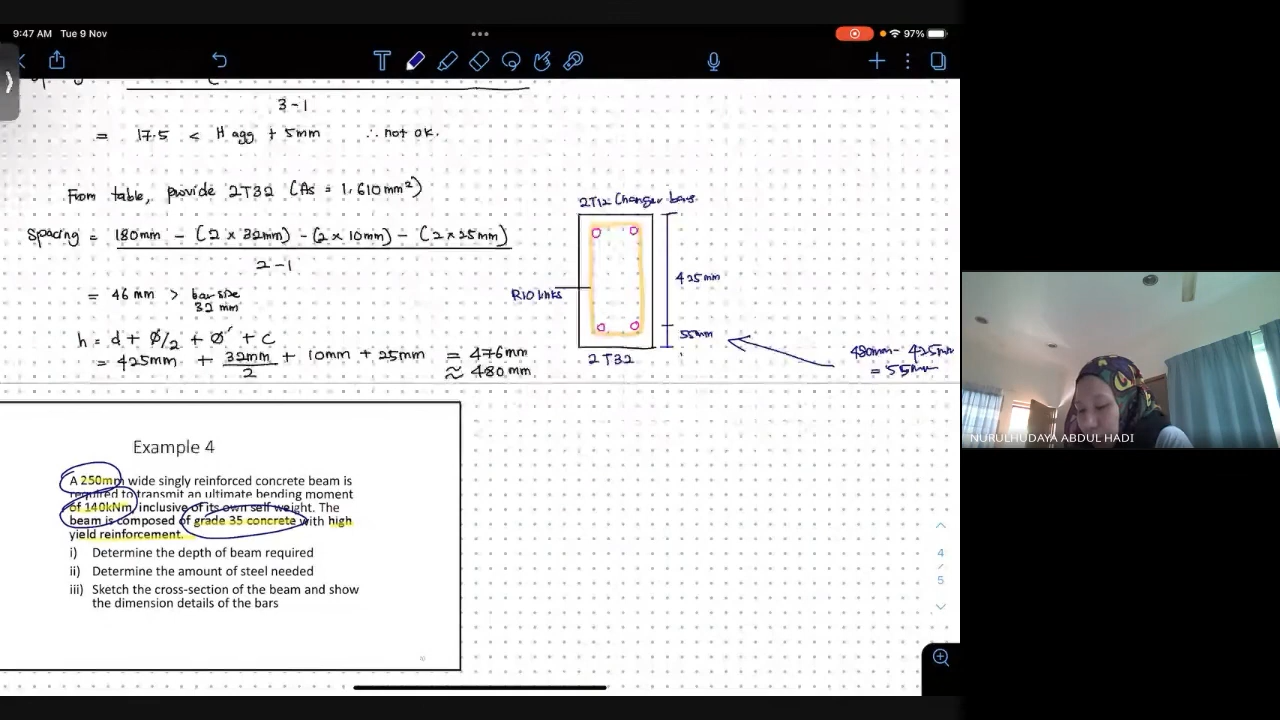 9:47 AM Tue 9 Nov
97%
3-1
= 17.5 < H agg + 5mm ∴ not ok.
From table, provide 2T32 (As = 1,610mm²)
Spacing = 180mm - (2 x 32mm) - (2 x 10mm) - (2 x 25mm)
2-1
= 46 mm > bar size
32 mm
h = d + Ø/2 + Ø' + c
= 425mm + 32mm/2 + 10mm + 25mm = 476mm
≈ 480mm
2T12 (hanger bars
R10 links
425mm
55mm
2T32
480mm - 425mm
= 55mm
Example 4
A 250mm wide singly reinforced concrete beam is
required to transmit an ultimate bending moment
of 140kNm, inclusive of its own self weight. The
beam is composed of grade 35 concrete with high
yield reinforcement.
i) Determine the depth of beam required
ii) Determine the amount of steel needed
iii) Sketch the cross-section of the beam and show
the dimension details of the bars
4
/
5
NURULHUDAYA ABDUL HADI